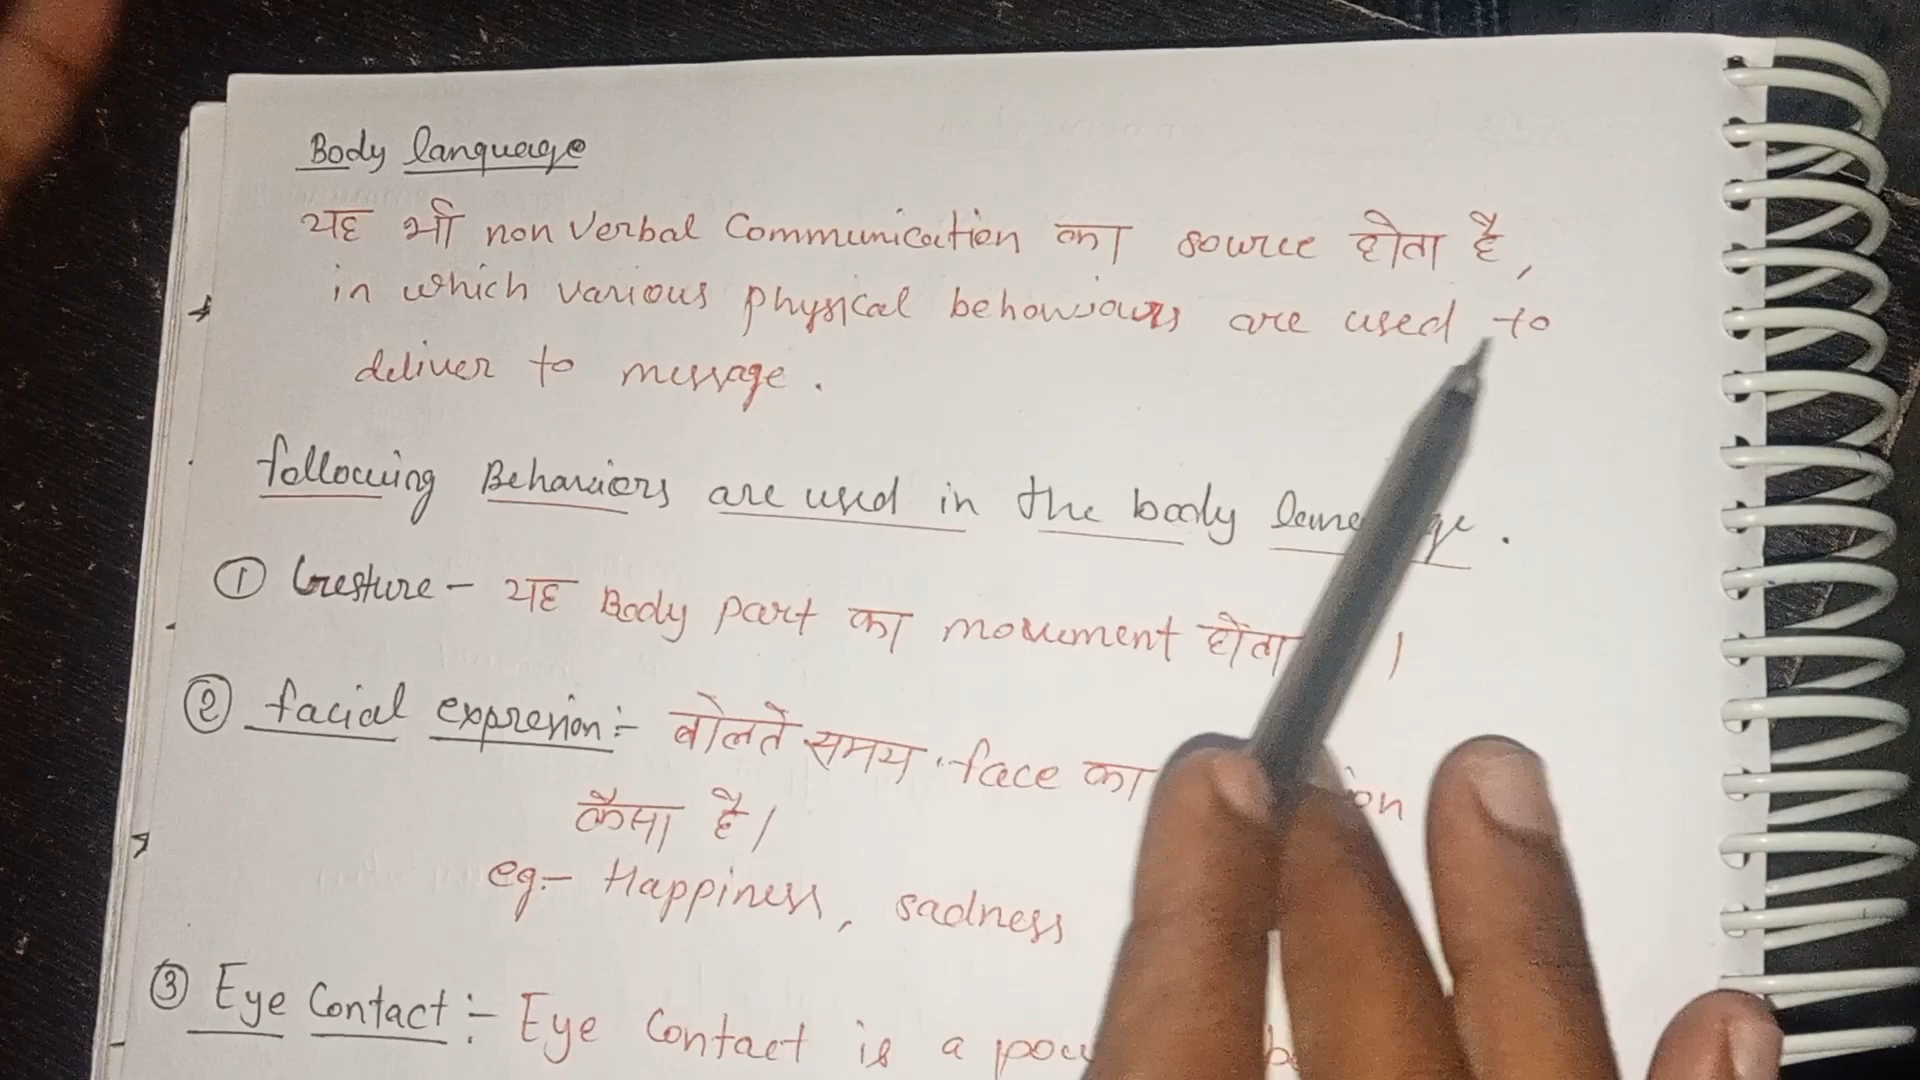 Body language
यह भी non verbal Communication का source होता है,
in which various physical behaviours are used to
deliver to message.
following Behaviors are used in the body language.
① Gesture - यह Body part का movement होता ।
② facial expression :- बोलते समय face का
कैसा है।
eg:- Happiness, sadness
③ Eye Contact :- Eye Contact is a